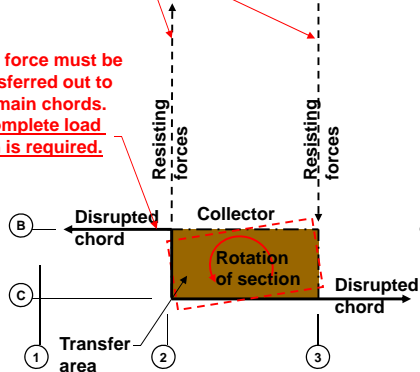 force must be
sferred out to
main chords.
omplete load
is required.
Resisting
forces
Resisting
forces
B
Disrupted
chord
Collector
Rotation
of section
C
Disrupted
chord
Transfer
area
1
2
3